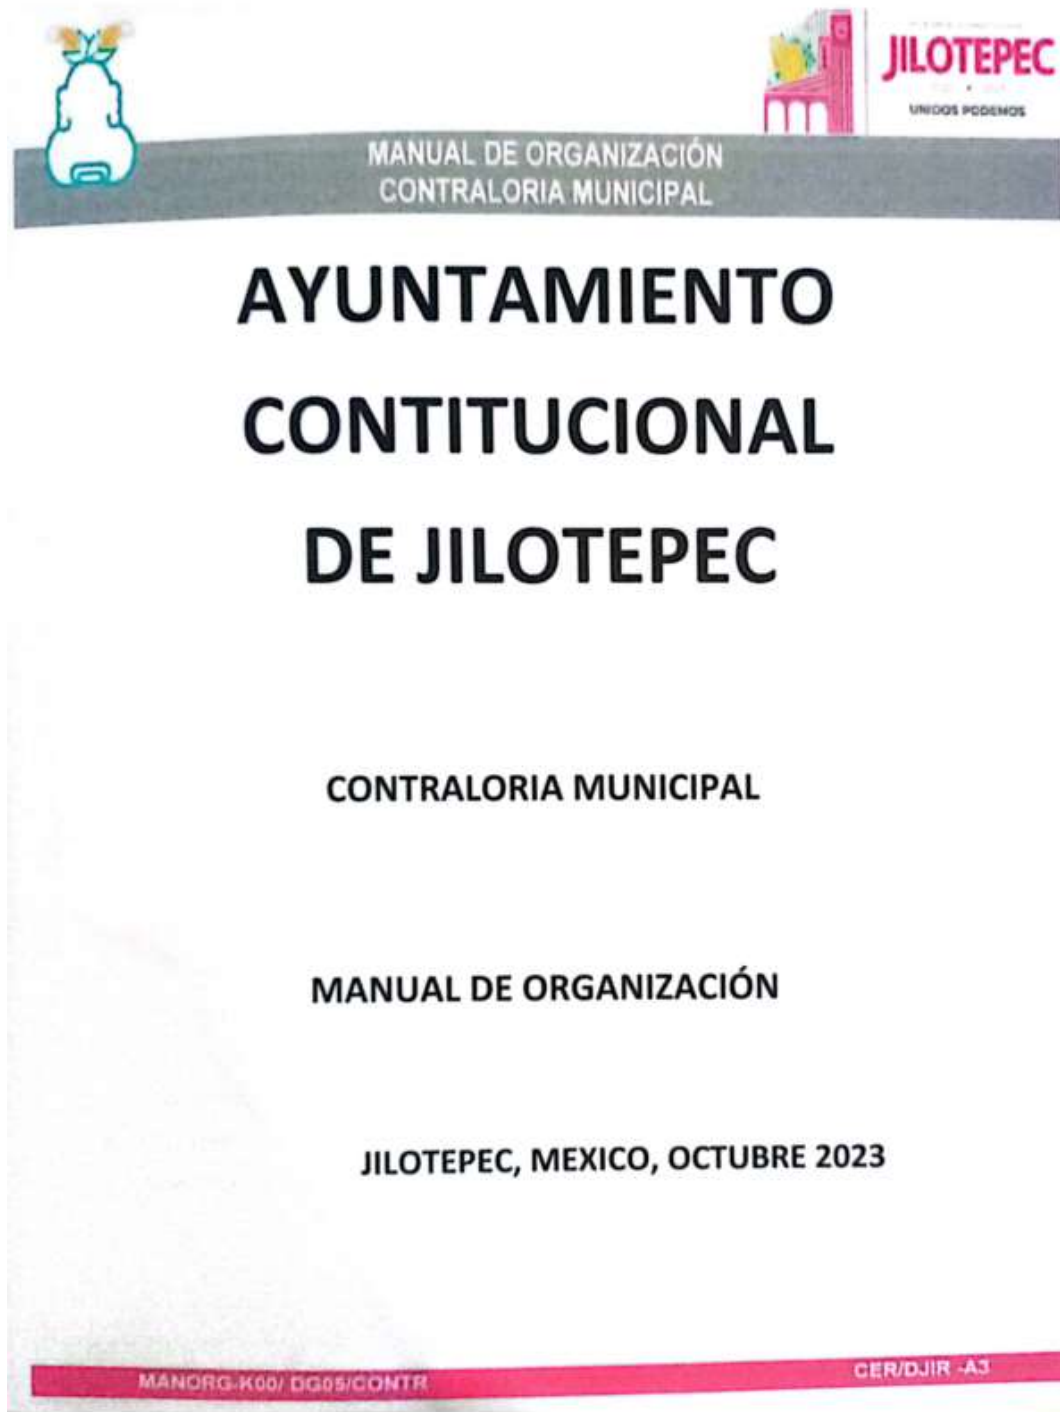 JILOTEPEC
UNIDOS PODEMOS
MANUAL DE ORGANIZACIÓN
CONTRALORIA MUNICIPAL
AYUNTAMIENTO
CONTITUCIONAL
DE JILOTEPEC
CONTRALORIA MUNICIPAL
MANUAL DE ORGANIZACIÓN
JILOTEPEC, MEXICO, OCTUBRE 2023
MANORG-K00/ DG05/CONTR
CER/DJIR -A3